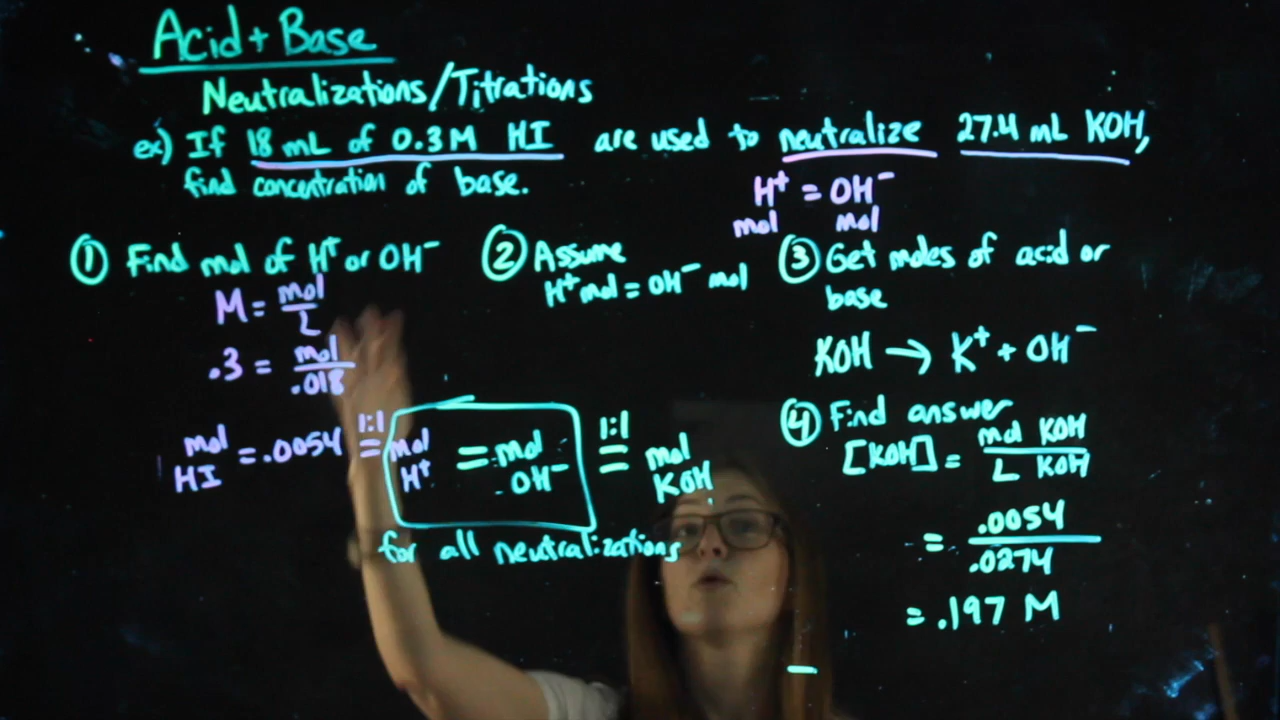 Acid + Base
Neutralizations/Titrations
ex) If 18 mL of 0.3M HI are used to neutralize 27.4 mL KOH,
find concentration of base.
H⁺ = OH⁻
mol mol
① Find mol of H⁺ or OH⁻
M = mol/L
.3 = mol/.018
mol HI = .0054 1:1 = mol H⁺ = mol OH⁻ 1:1 = mol KOH
for all neutralizations
② Assume
H⁺ mol = OH⁻ mol
③ Get moles of acid or
base
KOH → K⁺ + OH⁻
④ Find answer
[KOH] = mol KOH / L KOH
= .0054/.0274
= .197 M